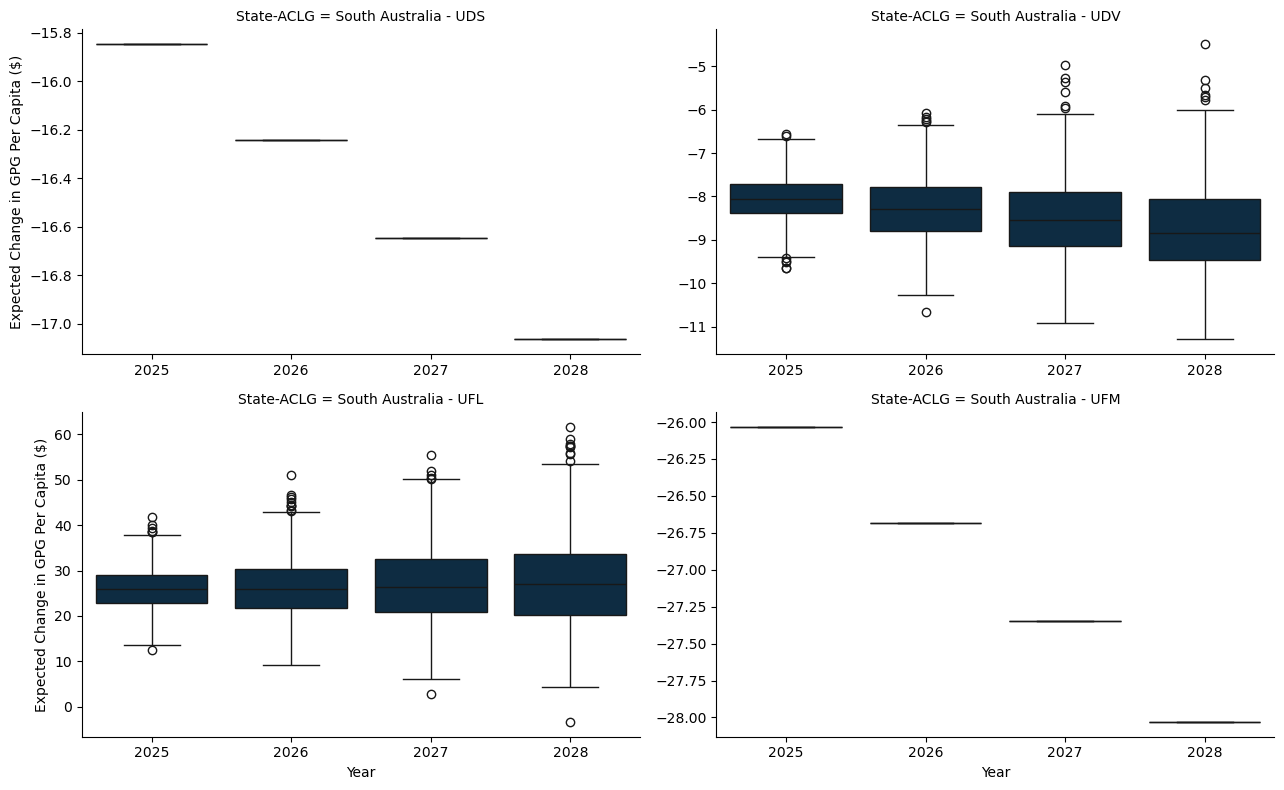 State-ACLG = South Australia - UDS
Expected Change in GPG Per Capita ($)
−15.8
−16.0
−16.2
−16.4
−16.6
−16.8
−17.0
2025 2026 2027 2028
State-ACLG = South Australia - UDV
−5
−6
−7
−8
−9
−10
−11
2025 2026 2027 2028
State-ACLG = South Australia - UFL
Expected Change in GPG Per Capita ($)
60
50
40
30
20
10
0
2025 2026 2027 2028
Year
State-ACLG = South Australia - UFM
−26.00
−26.25
−26.50
−26.75
−27.00
−27.25
−27.50
−27.75
−28.00
2025 2026 2027 2028
Year